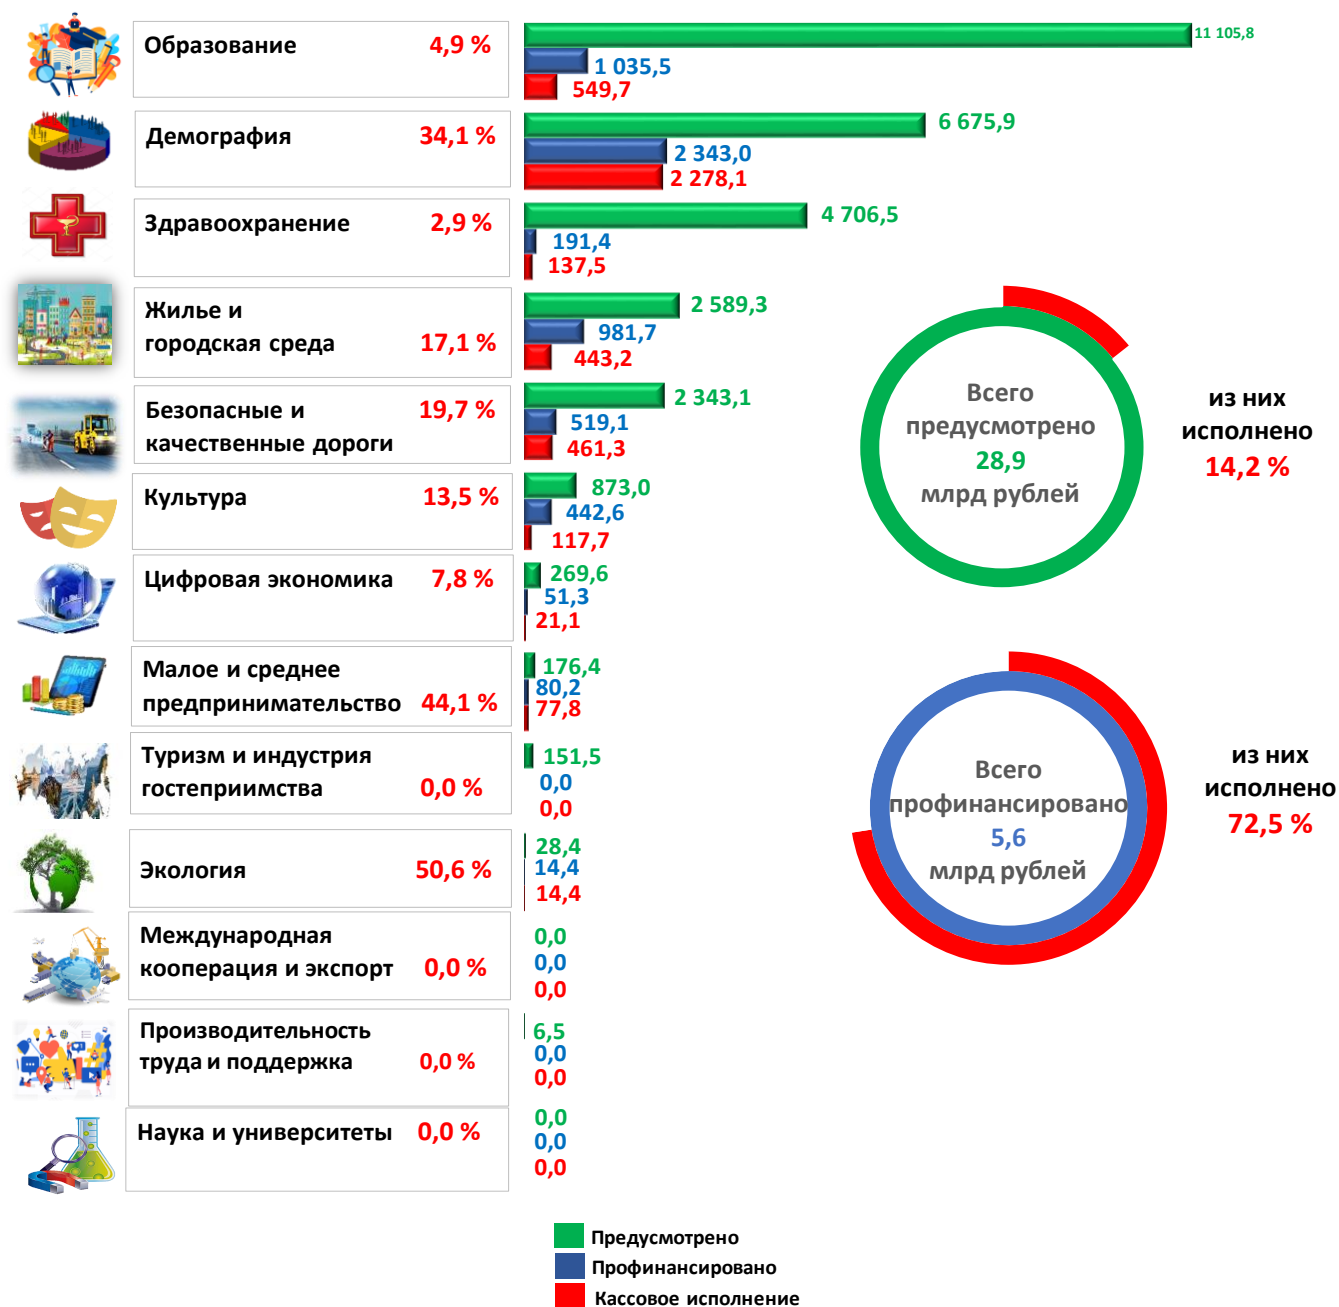 Образование 4,9 %
11 105,8
1 035,5
549,7
Демография 34,1 %
6 675,9
2 343,0
2 278,1
Здравоохранение 2,9 %
4 706,5
191,4
137,5
Жилье и
городская среда 17,1 %
2 589,3
981,7
443,2
Безопасные и 19,7 %
качественные дороги
2 343,1
519,1
461,3
Культура 13,5 %
873,0
442,6
117,7
Цифровая экономика 7,8 %
269,6
51,3
21,1
Малое и среднее
предпринимательство 44,1 %
176,4
80,2
77,8
Туризм и индустрия
гостеприимства 0,0 %
151,5
0,0
0,0
Экология 50,6 %
28,4
14,4
14,4
Международная
кооперация и экспорт 0,0 %
0,0
0,0
0,0
Производительность
труда и поддержка 0,0 %
6,5
0,0
0,0
Наука и университеты 0,0 %
0,0
0,0
0,0
Всего
предусмотрено
28,9
млрд рублей
из них
исполнено
14,2 %
Всего
профинансировано
5,6
млрд рублей
из них
исполнено
72,5 %
Предусмотрено
Профинансировано
Кассовое исполнение